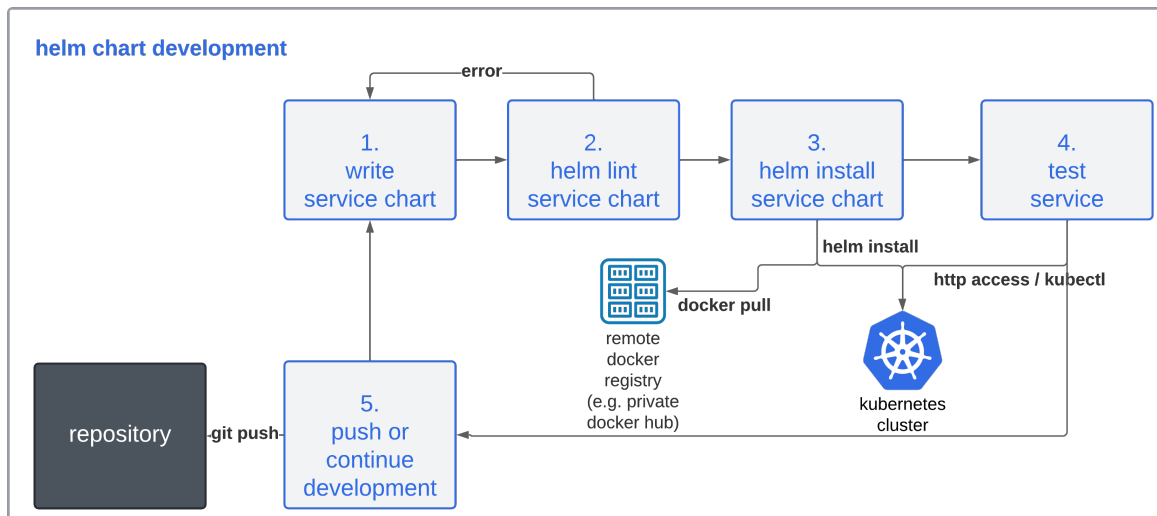 helm chart development
error
1.
write
service chart
2.
helm lint
service chart
3.
helm install
service chart
4.
test
service
helm install
http access / kubectl
docker pull
remote
docker
registry
(e.g. private
docker hub)
kubernetes
cluster
repository
git push
5.
push or
continue
development